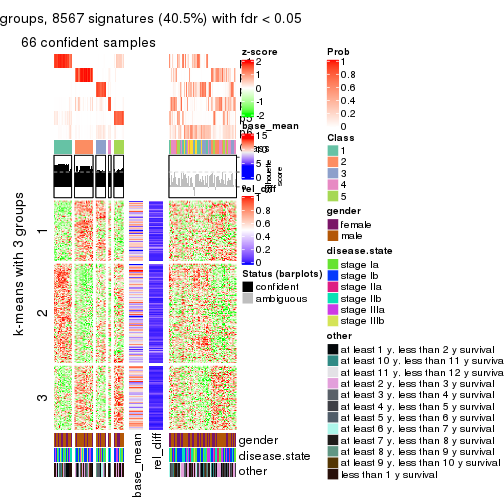 groups, 8567 signatures (40.5%) with fdr < 0.05
66 confident samples
k-means with 3 groups
1
2
3
z-score
2
1
0
-1
-2
base_mean
15
10
5
0
rel_diff
1
0.8
0.6
0.4
0.2
0
Status (barplots)
confident
ambiguous
score
Prob
1
0.8
0.6
0.4
0.2
0
Class
1
2
3
4
5
gender
female
male
disease.state
stage Ia
stage Ib
stage IIa
stage IIb
stage IIIa
stage IIIb
other
at least 1 y. less than 2 y surviva
at least 10 y. less than 11 y surviva
at least 11 y. less than 12 y surviva
at least 2 y. less than 3 y survival
at least 3 y. less than 4 y survival
at least 4 y. less than 5 y survival
at least 5 y. less than 6 y survival
at least 6 y. less than 7 y survival
at least 7 y. less than 8 y survival
at least 8 y. less than 9 y survival
at least 9 y. less than 10 y survival
less than 1 y survival
gender
disease.state
other
base_mean
rel_diff